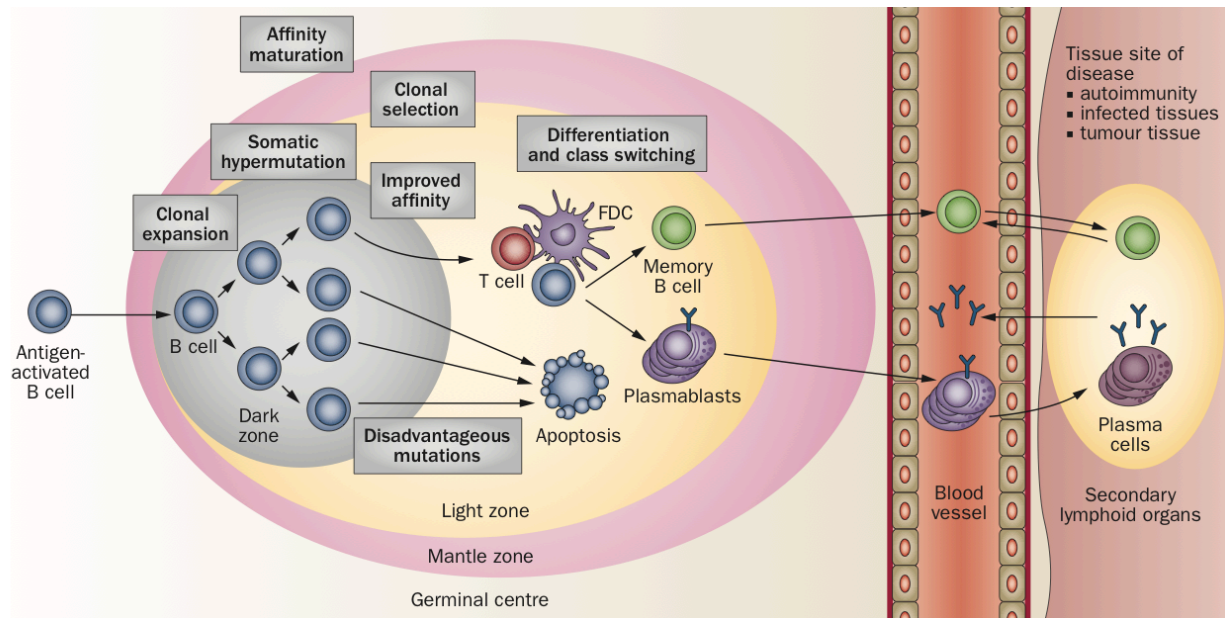 Affinity
maturation
Clonal
selection
Somatic
hypermutation
Differentiation
and class switching
Improved
affinity
Clonal
expansion
FDC
T cell
Memory
B cell
B cell
Antigen-
activated
B cell
Dark
zone
Plasmablasts
Disadvantageous
mutations
Apoptosis
Light zone
Mantle zone
Germinal centre
Blood
vessel
Tissue site of
disease
▪ autoimmunity
▪ infected tissues
▪ tumour tissue
Plasma
cells
Secondary
lymphoid organs